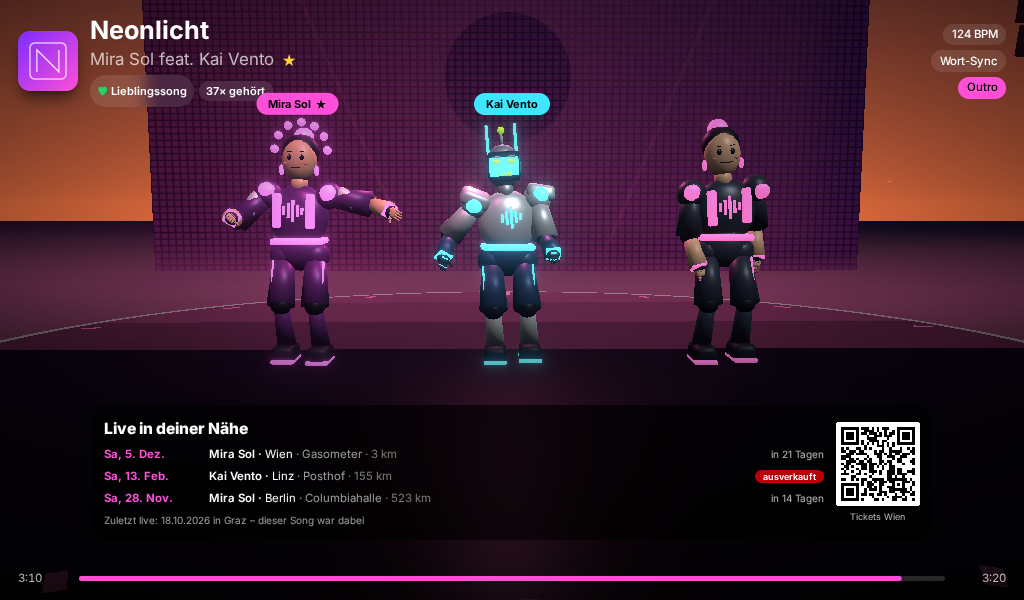 Neonlicht
Mira Sol feat. Kai Vento ★
Lieblingssong
37× gehört
124 BPM
Wort-Sync
Outro
Mira Sol ★
Kai Vento
Live in deiner Nähe
Sa, 5. Dez. Mira Sol · Wien · Gasometer · 3 km in 21 Tagen
Sa, 13. Feb. Kai Vento · Linz · Posthof · 155 km ausverkauft
Sa, 28. Nov. Mira Sol · Berlin · Columbiahalle · 523 km in 14 Tagen
Zuletzt live: 18.10.2026 in Graz – dieser Song war dabei
Tickets Wien
3:10
3:20